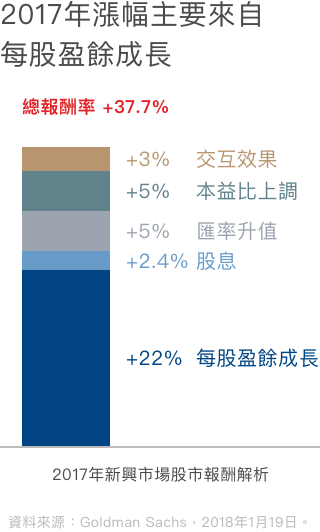 2017年漲幅主要來自
每股盈餘成長
總報酬率 +37.7%
+3% 交互效果
+5% 本益比上調
+5% 匯率升值
+2.4% 股息
+22% 每股盈餘成長
2017年新興市場股市報酬解析
資料來源：Goldman Sachs，2018年1月19日。